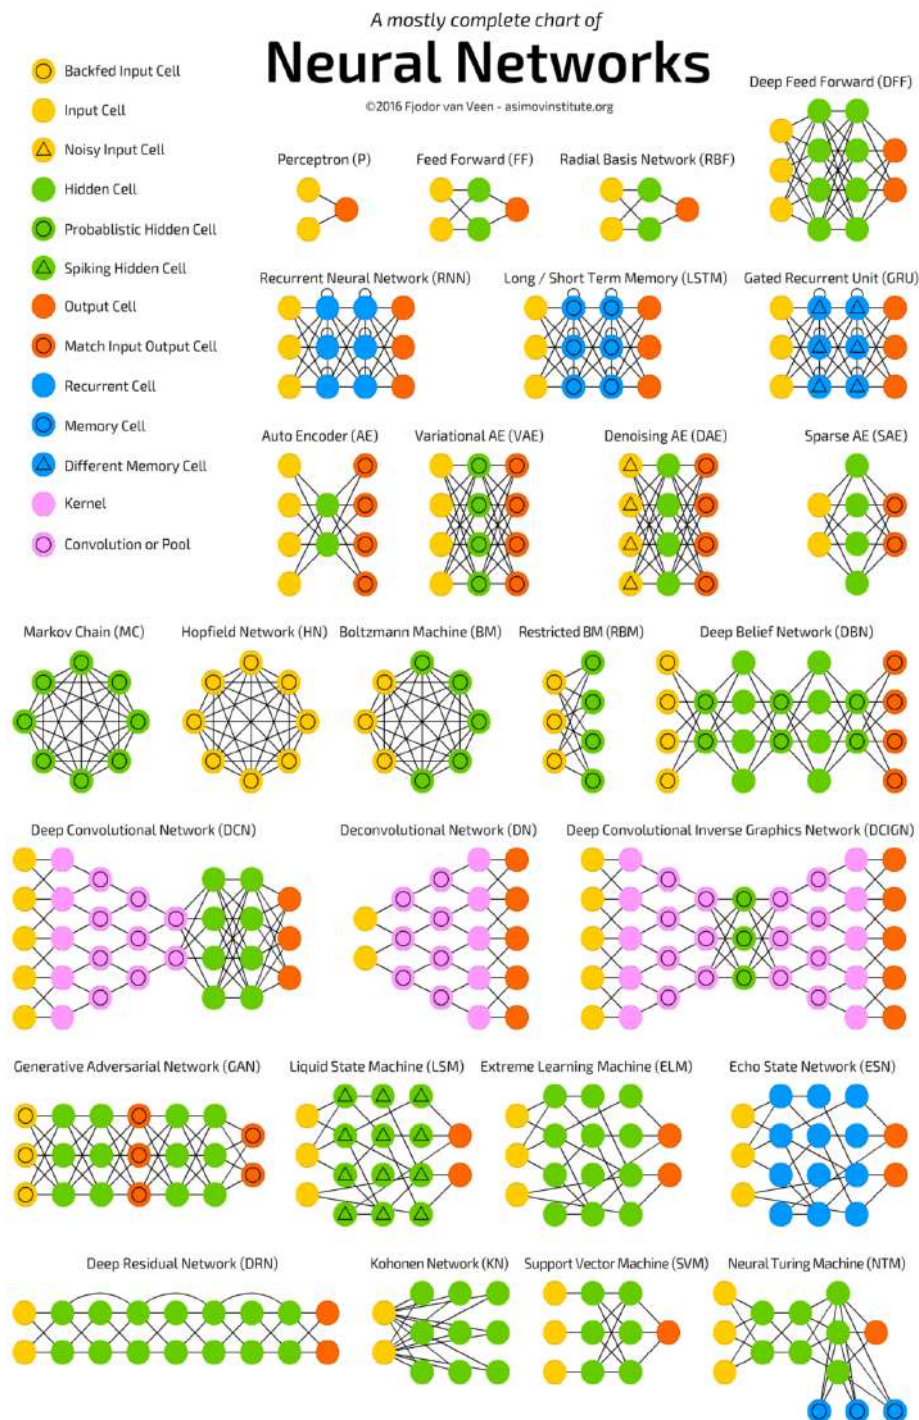 A mostly complete chart of
Neural Networks
©2016 Fjodor van Veen - asimovinstitute.org
Backfed Input Cell
Input Cell
Noisy Input Cell
Hidden Cell
Probablistic Hidden Cell
Spiking Hidden Cell
Output Cell
Match Input Output Cell
Recurrent Cell
Memory Cell
Different Memory Cell
Kernel
Convolution or Pool
Deep Feed Forward (DFF)
Perceptron (P)
Feed Forward (FF)
Radial Basis Network (RBF)
Recurrent Neural Network (RNN)
Long / Short Term Memory (LSTM)
Gated Recurrent Unit (GRU)
Auto Encoder (AE)
Variational AE (VAE)
Denoising AE (DAE)
Sparse AE (SAE)
Markov Chain (MC)
Hopfield Network (HN)
Boltzmann Machine (BM)
Restricted BM (RBM)
Deep Belief Network (DBN)
Deep Convolutional Network (DCN)
Deconvolutional Network (DN)
Deep Convolutional Inverse Graphics Network (DCIGN)
Generative Adversarial Network (GAN)
Liquid State Machine (LSM)
Extreme Learning Machine (ELM)
Echo State Network (ESN)
Deep Residual Network (DRN)
Kohonen Network (KN)
Support Vector Machine (SVM)
Neural Turing Machine (NTM)